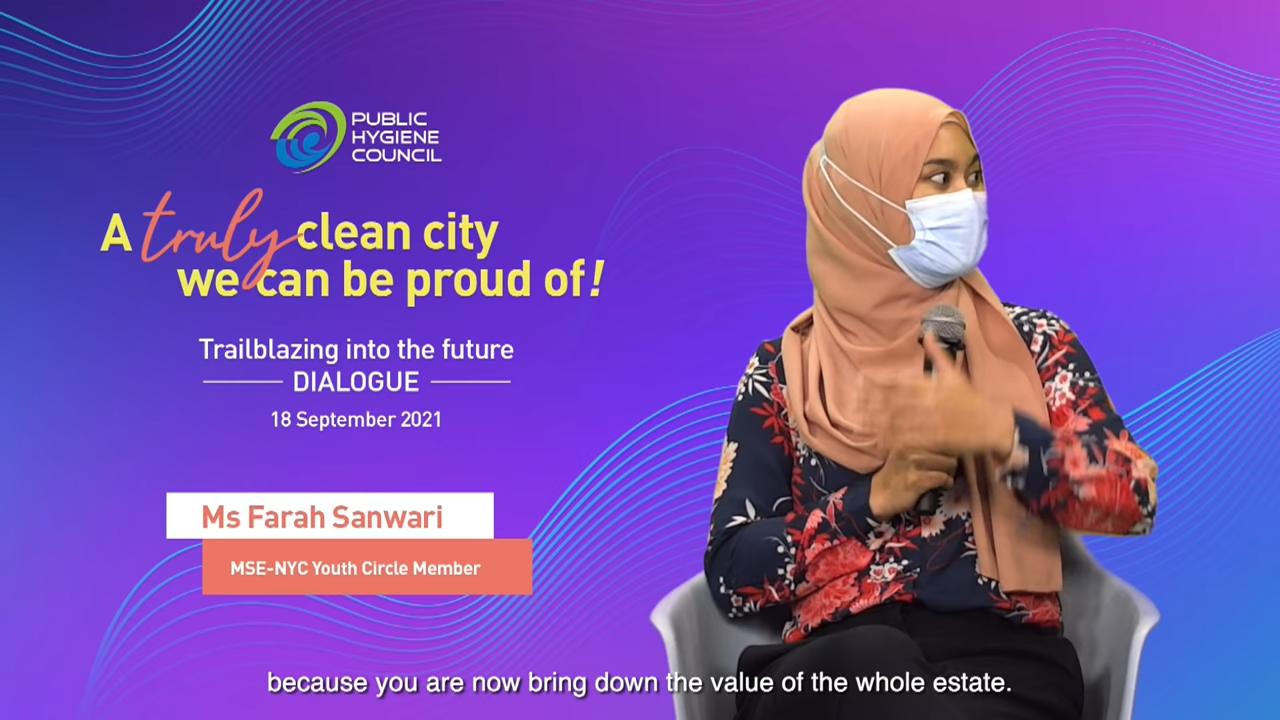 PUBLIC
HYGIENE
COUNCIL
A truly clean city
we can be proud of!
Trailblazing into the future
DIALOGUE
18 September 2021
Ms Farah Sanwari
MSE-NYC Youth Circle Member
because you are now bring down the value of the whole estate.